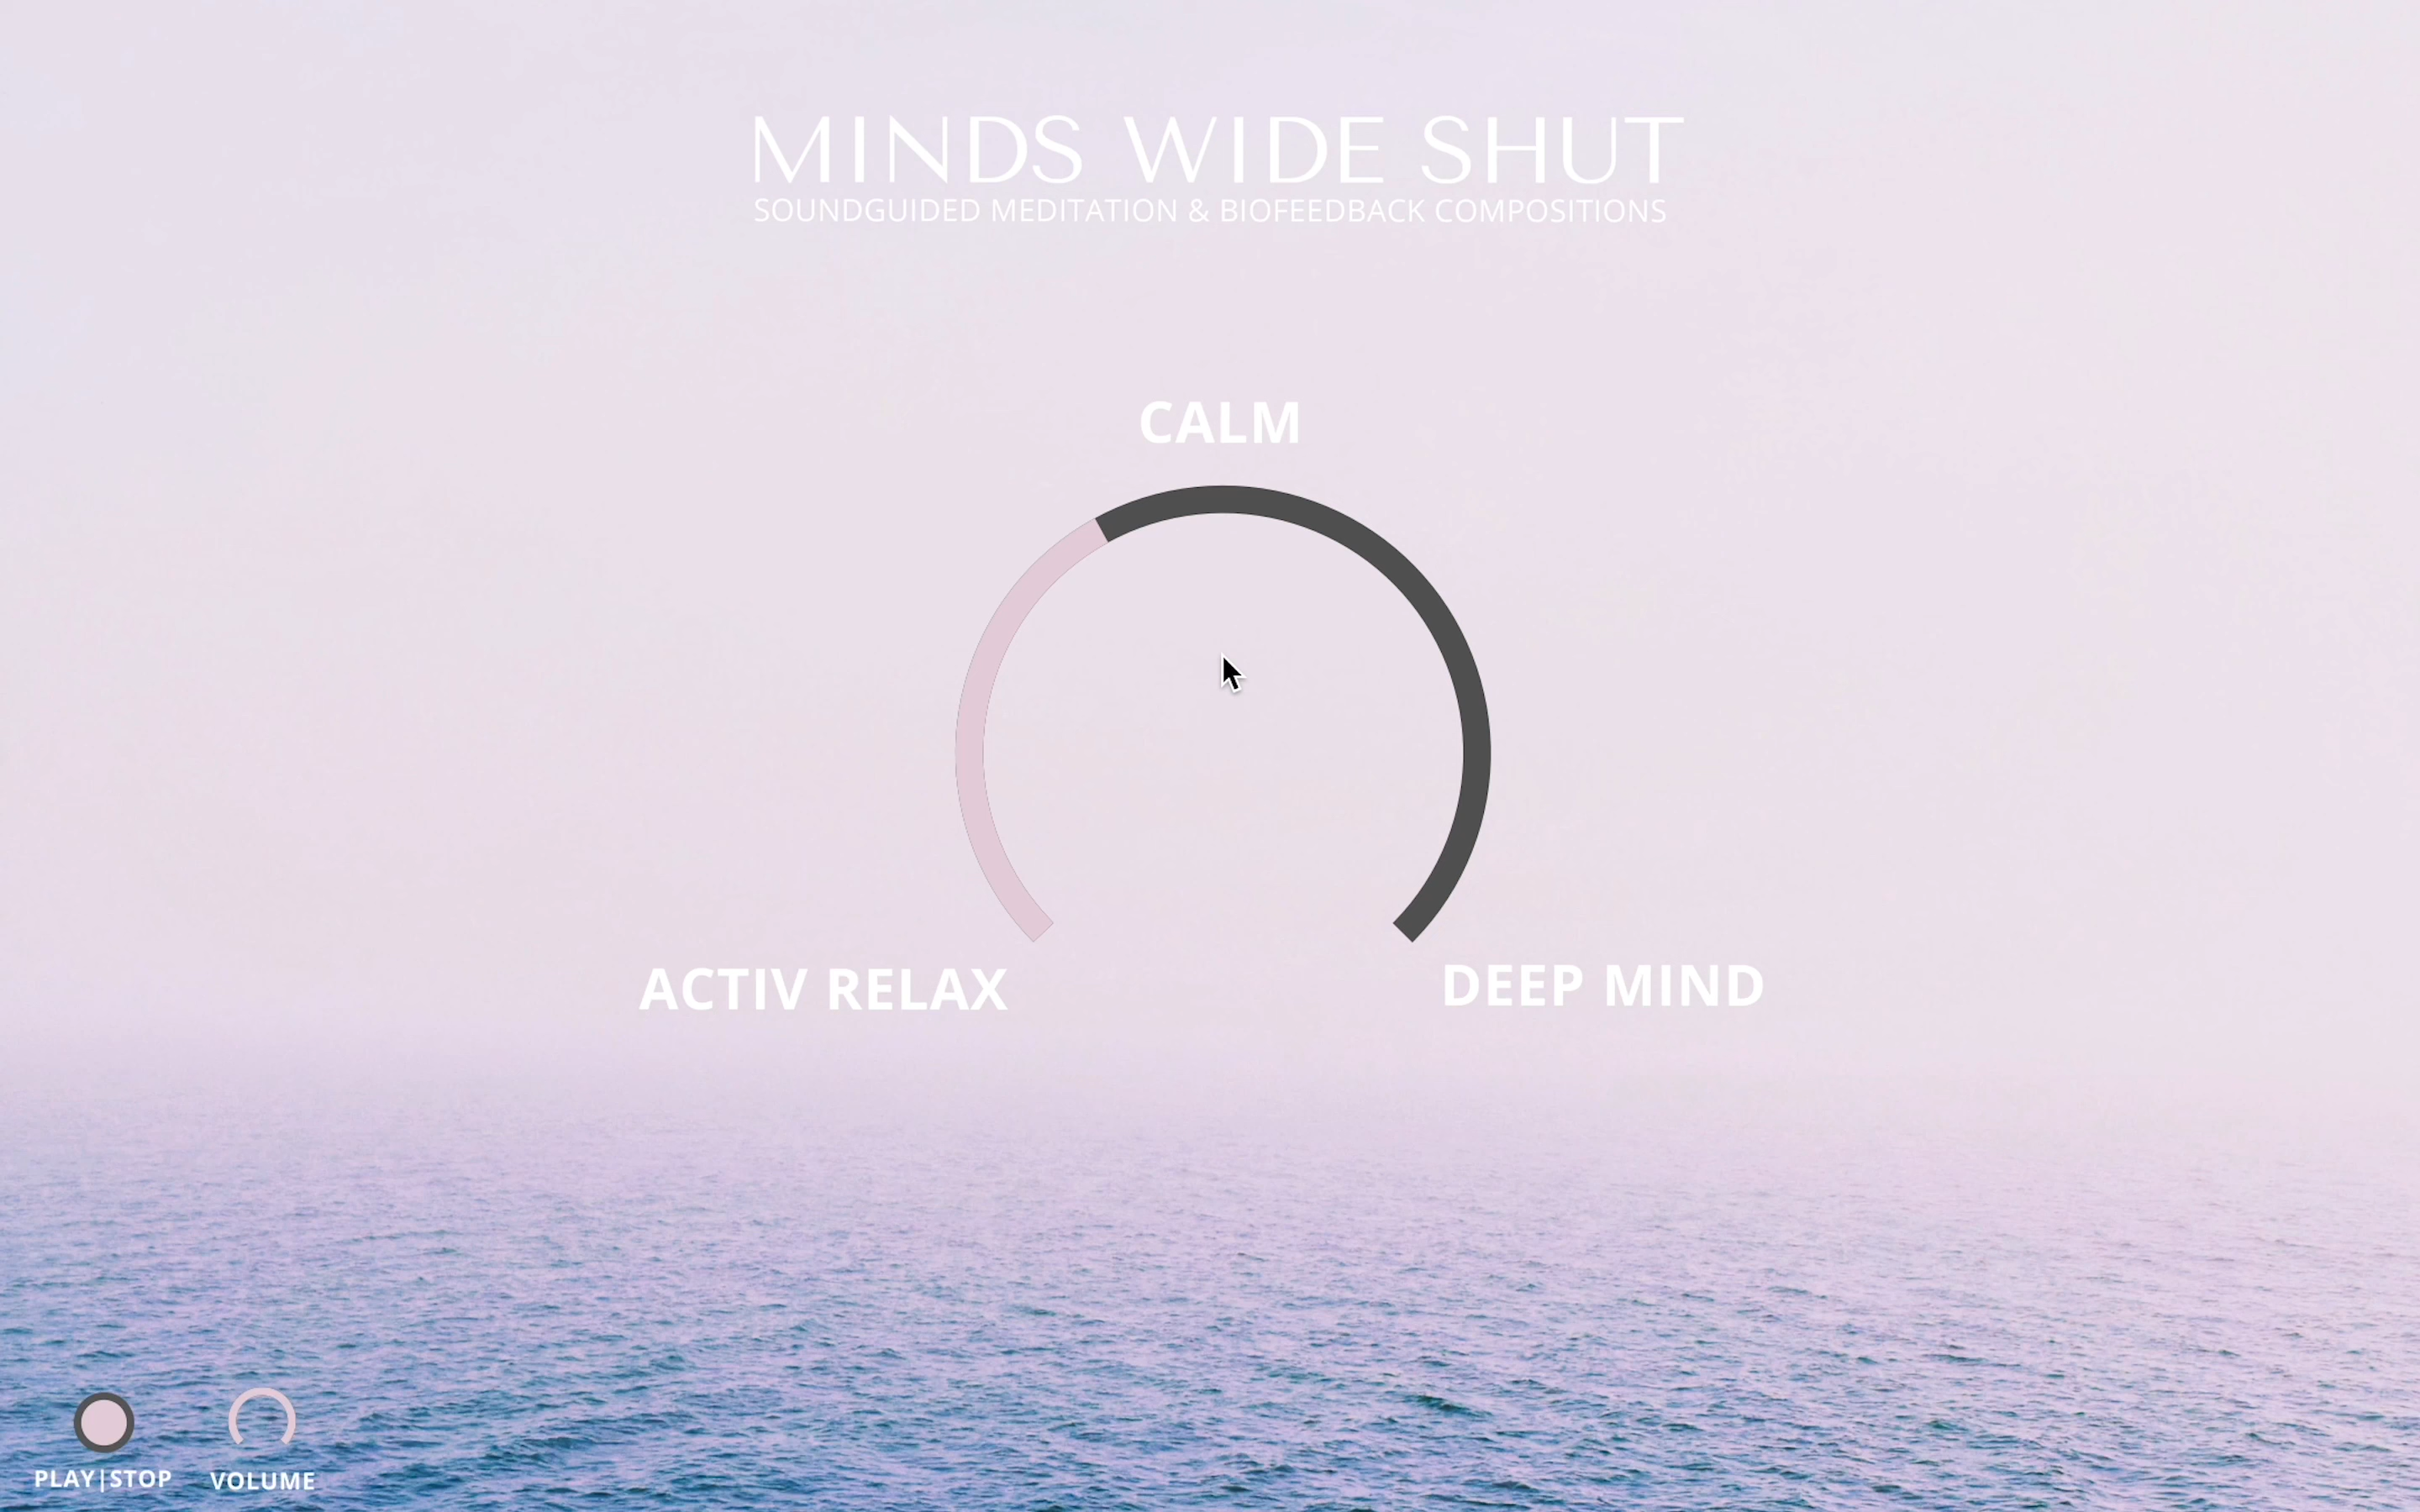 MINDS WIDE SHUT
SOUNDGUIDED MEDITATION & BIOFEEDBACK COMPOSITIONS
CALM
ACTIV RELAX
DEEP MIND
PLAY|STOP
VOLUME